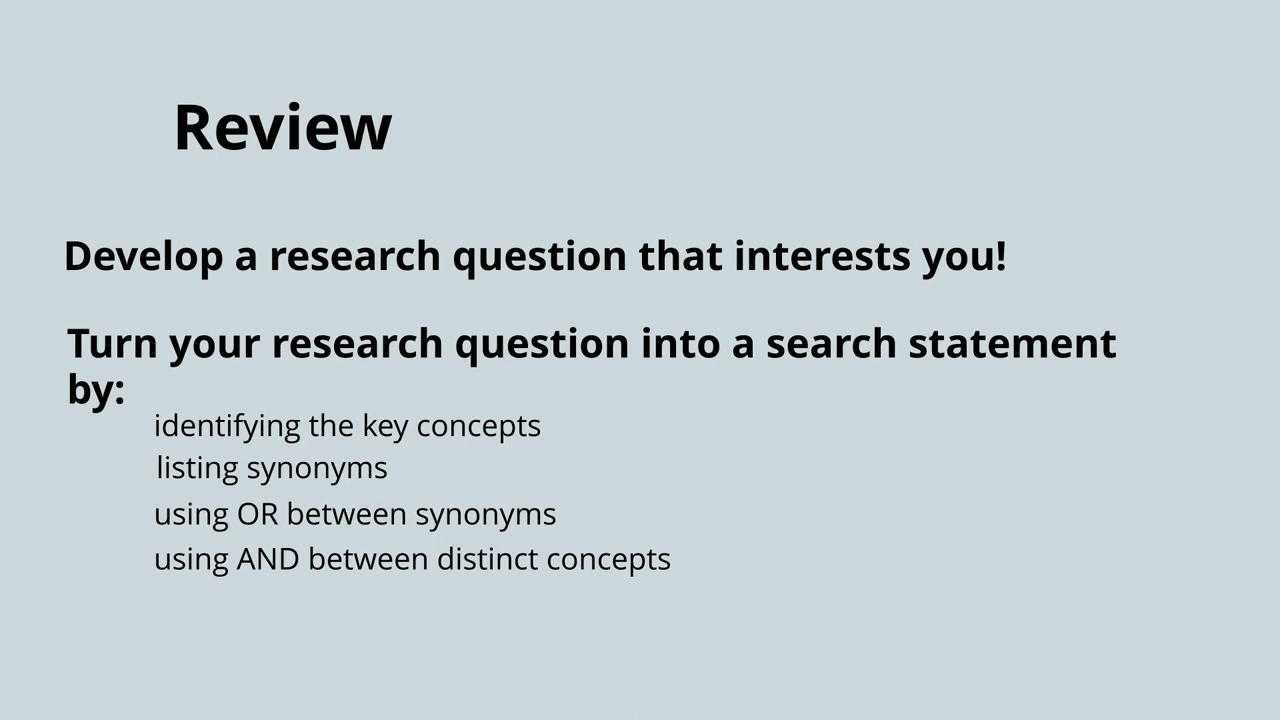 Review
Develop a research question that interests you!
Turn your research question into a search statement
by:
identifying the key concepts
listing synonyms
using OR between synonyms
using AND between distinct concepts